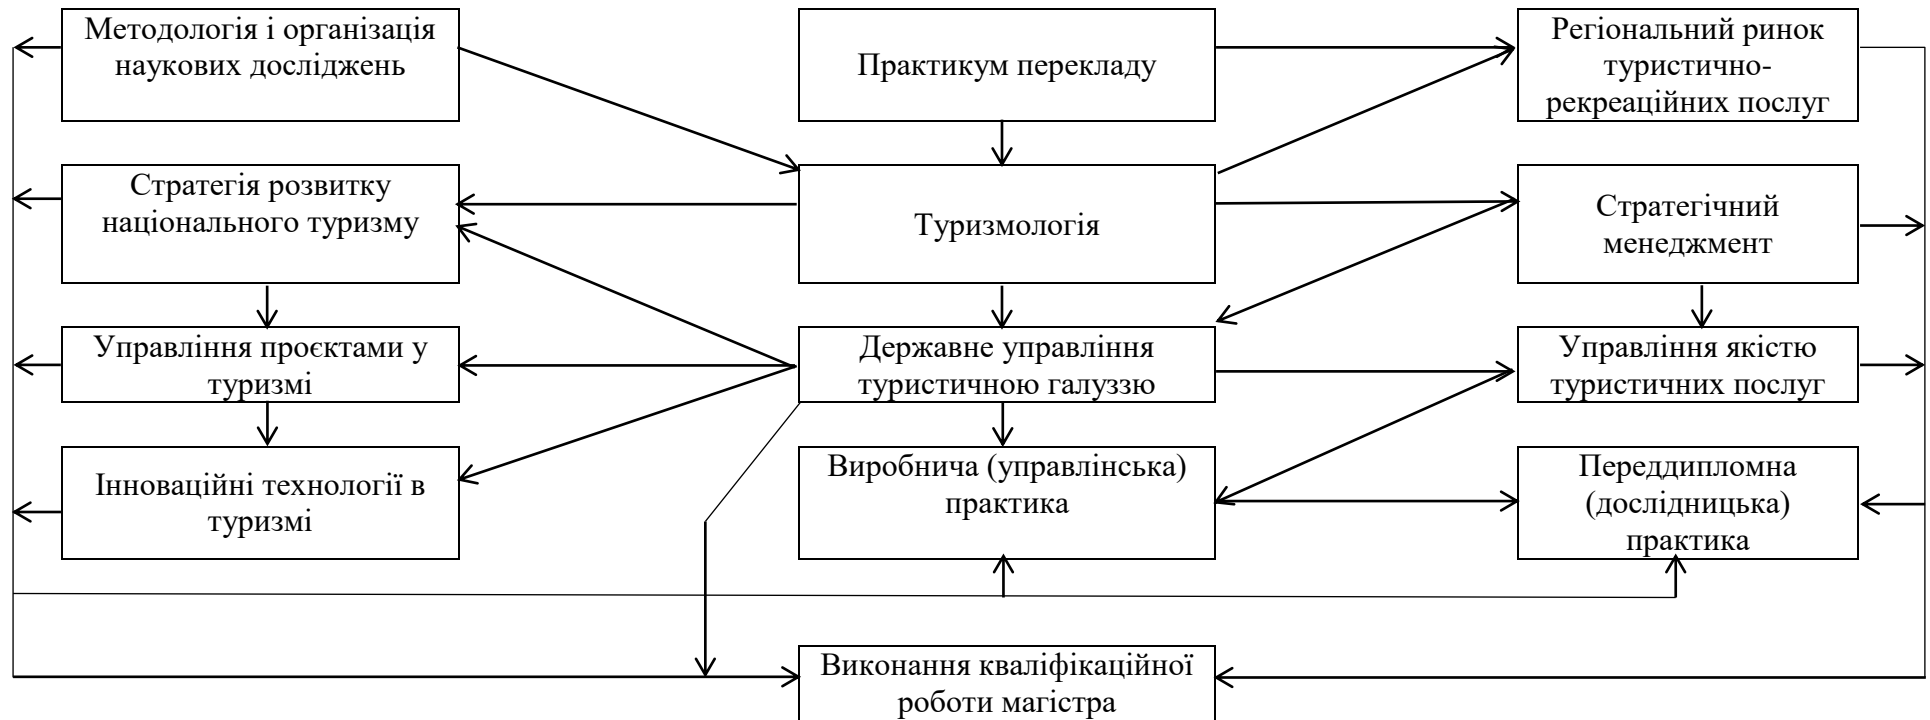 Методологія і організація
наукових досліджень
Практикум перекладу
Регіональний ринок
туристично-
рекреаційних послуг
Стратегія розвитку
національного туризму
Туризмологія
Стратегічний
менеджмент
Управління проєктами у
туризмі
Державне управління
туристичною галуззю
Управління якістю
туристичних послуг
Інноваційні технології в
туризмі
Виробнича (управлінська)
практика
Переддипломна
(дослідницька)
практика
Виконання кваліфікаційної
роботи магістра